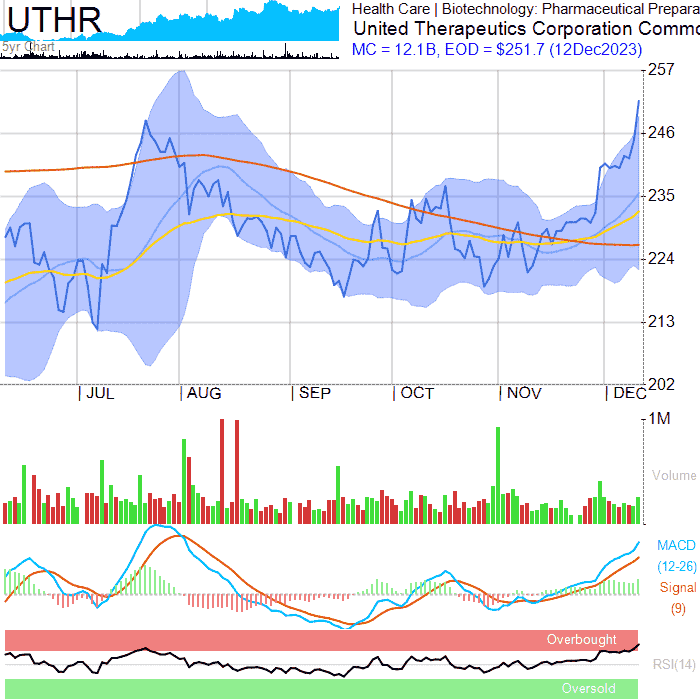 UTHR
5yr Chart
Health Care | Biotechnology: Pharmaceutical Prepara
United Therapeutics Corporation Commo
MC = 12.1B, EOD = $251.7 (12Dec2023)
257
246
235
224
213
202
| JUL | AUG | SEP | OCT | NOV | DEC
1M
Volume
MACD
(12-26)
Signal
(9)
Overbought
RSI(14)
Oversold